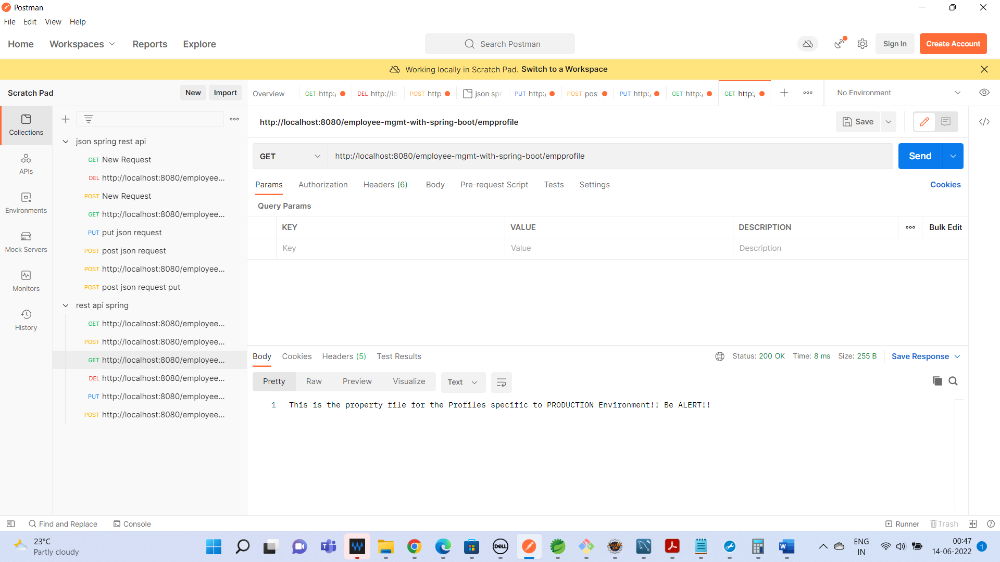 Postman
File Edit View Help
Home Workspaces Reports Explore
Search Postman
Sign In Create Account
Working locally in Scratch Pad. Switch to a Workspace
Scratch Pad New Import
Overview GET http:/ DEL http://lo POST http json spr PUT http:/ POST pos PUT http:/ GET http:/ GET http:/
No Environment
Collections
APIs
Environments
Mock Servers
Monitors
History
json spring rest api
GET New Request
DEL http://localhost:8080/employee...
POST New Request
GET http://localhost:8080/employee...
PUT put json request
POST post json request
POST http://localhost:8080/employee...
POST post json request put
rest api spring
GET http://localhost:8080/employee...
POST http://localhost:8080/employee...
GET http://localhost:8080/employee...
DEL http://localhost:8080/employee...
PUT http://localhost:8080/employee...
POST http://localhost:8080/employee...
http://localhost:8080/employee-mgmt-with-spring-boot/empprofile
Save
GET http://localhost:8080/employee-mgmt-with-spring-boot/empprofile Send
Params Authorization Headers (6) Body Pre-request Script Tests Settings Cookies
Query Params
KEY VALUE DESCRIPTION Bulk Edit
Key Value Description
Body Cookies Headers (5) Test Results
Status: 200 OK Time: 8 ms Size: 255 B Save Response
Pretty Raw Preview Visualize Text
1 This is the property file for the Profiles specific to PRODUCTION Environment!! Be ALERT!!
Find and Replace Console
Runner Trash
23°C
Partly cloudy
DELL
ENG
IN
00:47
14-06-2022
1